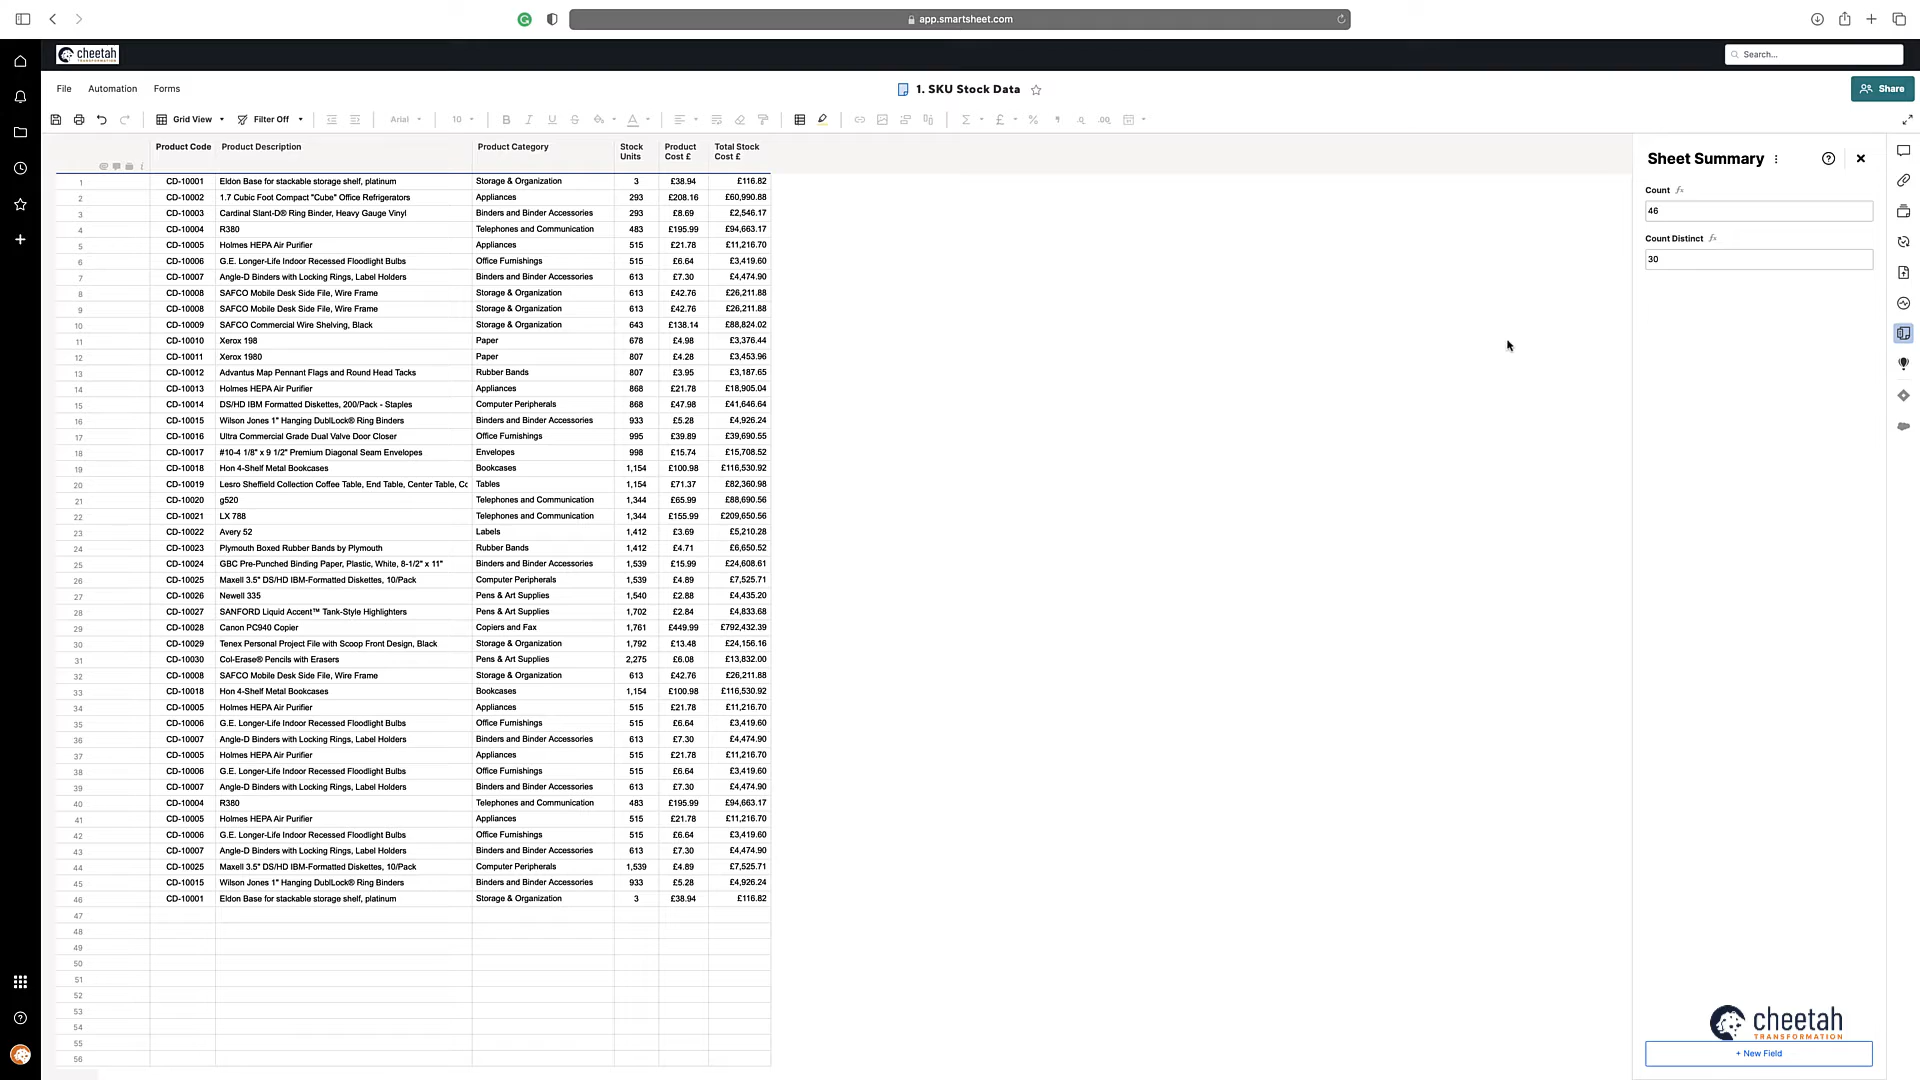 app.smartsheet.com
cheetah
TRANSFORMATION
Search...
File Automation Forms
1. SKU Stock Data
Share
Grid View Filter Off Arial 10
Product Code Product Description Product Category Stock Units Product Cost £ Total Stock Cost £
1 CD-10001 Eldon Base for stackable storage shelf, platinum Storage & Organization 3 £38.94 £116.82
2 CD-10002 1.7 Cubic Foot Compact "Cube" Office Refrigerators Appliances 293 £208.16 £60,990.88
3 CD-10003 Cardinal Slant-D® Ring Binder, Heavy Gauge Vinyl Binders and Binder Accessories 293 £8.69 £2,546.17
4 CD-10004 R380 Telephones and Communication 483 £195.99 £94,663.17
5 CD-10005 Holmes HEPA Air Purifier Appliances 515 £21.78 £11,216.70
6 CD-10006 G.E. Longer-Life Indoor Recessed Floodlight Bulbs Office Furnishings 515 £6.64 £3,419.60
7 CD-10007 Angle-D Binders with Locking Rings, Label Holders Binders and Binder Accessories 613 £7.30 £4,474.90
8 CD-10008 SAFCO Mobile Desk Side File, Wire Frame Storage & Organization 613 £42.76 £26,211.88
9 CD-10008 SAFCO Mobile Desk Side File, Wire Frame Storage & Organization 613 £42.76 £26,211.88
10 CD-10009 SAFCO Commercial Wire Shelving, Black Storage & Organization 643 £138.14 £88,824.02
11 CD-10010 Xerox 198 Paper 678 £4.98 £3,376.44
12 CD-10011 Xerox 1980 Paper 807 £4.28 £3,453.96
13 CD-10012 Advantus Map Pennant Flags and Round Head Tacks Rubber Bands 807 £3.95 £3,187.65
14 CD-10013 Holmes HEPA Air Purifier Appliances 868 £21.78 £18,905.04
15 CD-10014 DS/HD IBM Formatted Diskettes, 200/Pack - Staples Computer Peripherals 868 £47.98 £41,646.64
16 CD-10015 Wilson Jones 1" Hanging DublLock® Ring Binders Binders and Binder Accessories 933 £5.28 £4,926.24
17 CD-10016 Ultra Commercial Grade Dual Valve Door Closer Office Furnishings 995 £39.89 £39,690.55
18 CD-10017 #10-4 1/8" x 9 1/2" Premium Diagonal Seam Envelopes Envelopes 998 £15.74 £15,708.52
19 CD-10018 Hon 4-Shelf Metal Bookcases Bookcases 1,154 £100.98 £116,530.92
20 CD-10019 Lesro Sheffield Collection Coffee Table, End Table, Center Table, Cc Tables 1,154 £71.37 £82,360.98
21 CD-10020 g520 Telephones and Communication 1,344 £65.99 £88,690.56
22 CD-10021 LX 788 Telephones and Communication 1,344 £155.99 £209,650.56
23 CD-10022 Avery 52 Labels 1,412 £3.69 £5,210.28
24 CD-10023 Plymouth Boxed Rubber Bands by Plymouth Rubber Bands 1,412 £4.71 £6,650.52
25 CD-10024 GBC Pre-Punched Binding Paper, Plastic, White, 8-1/2" x 11" Binders and Binder Accessories 1,539 £15.99 £24,608.61
26 CD-10025 Maxell 3.5" DS/HD IBM-Formatted Diskettes, 10/Pack Computer Peripherals 1,539 £4.89 £7,525.71
27 CD-10026 Newell 335 Pens & Art Supplies 1,540 £2.88 £4,435.20
28 CD-10027 SANFORD Liquid Accent™ Tank-Style Highlighters Pens & Art Supplies 1,702 £2.84 £4,833.68
29 CD-10028 Canon PC940 Copier Copiers and Fax 1,761 £449.99 £792,432.39
30 CD-10029 Tenex Personal Project File with Scoop Front Design, Black Storage & Organization 1,792 £13.48 £24,156.16
31 CD-10030 Col-Erase® Pencils with Erasers Pens & Art Supplies 2,275 £6.08 £13,832.00
32 CD-10008 SAFCO Mobile Desk Side File, Wire Frame Storage & Organization 613 £42.76 £26,211.88
33 CD-10018 Hon 4-Shelf Metal Bookcases Bookcases 1,154 £100.98 £116,530.92
34 CD-10005 Holmes HEPA Air Purifier Appliances 515 £21.78 £11,216.70
35 CD-10006 G.E. Longer-Life Indoor Recessed Floodlight Bulbs Office Furnishings 515 £6.64 £3,419.60
36 CD-10007 Angle-D Binders with Locking Rings, Label Holders Binders and Binder Accessories 613 £7.30 £4,474.90
37 CD-10005 Holmes HEPA Air Purifier Appliances 515 £21.78 £11,216.70
38 CD-10006 G.E. Longer-Life Indoor Recessed Floodlight Bulbs Office Furnishings 515 £6.64 £3,419.60
39 CD-10007 Angle-D Binders with Locking Rings, Label Holders Binders and Binder Accessories 613 £7.30 £4,474.90
40 CD-10004 R380 Telephones and Communication 483 £195.99 £94,663.17
41 CD-10005 Holmes HEPA Air Purifier Appliances 515 £21.78 £11,216.70
42 CD-10006 G.E. Longer-Life Indoor Recessed Floodlight Bulbs Office Furnishings 515 £6.64 £3,419.60
43 CD-10007 Angle-D Binders with Locking Rings, Label Holders Binders and Binder Accessories 613 £7.30 £4,474.90
44 CD-10025 Maxell 3.5" DS/HD IBM-Formatted Diskettes, 10/Pack Computer Peripherals 1,539 £4.89 £7,525.71
45 CD-10015 Wilson Jones 1" Hanging DublLock® Ring Binders Binders and Binder Accessories 933 £5.28 £4,926.24
46 CD-10001 Eldon Base for stackable storage shelf, platinum Storage & Organization 3 £38.94 £116.82
47
48
49
50
51
52
53
54
55
56
Sheet Summary
Count fx
46
Count Distinct fx
30
cheetah
TRANSFORMATION
+ New Field